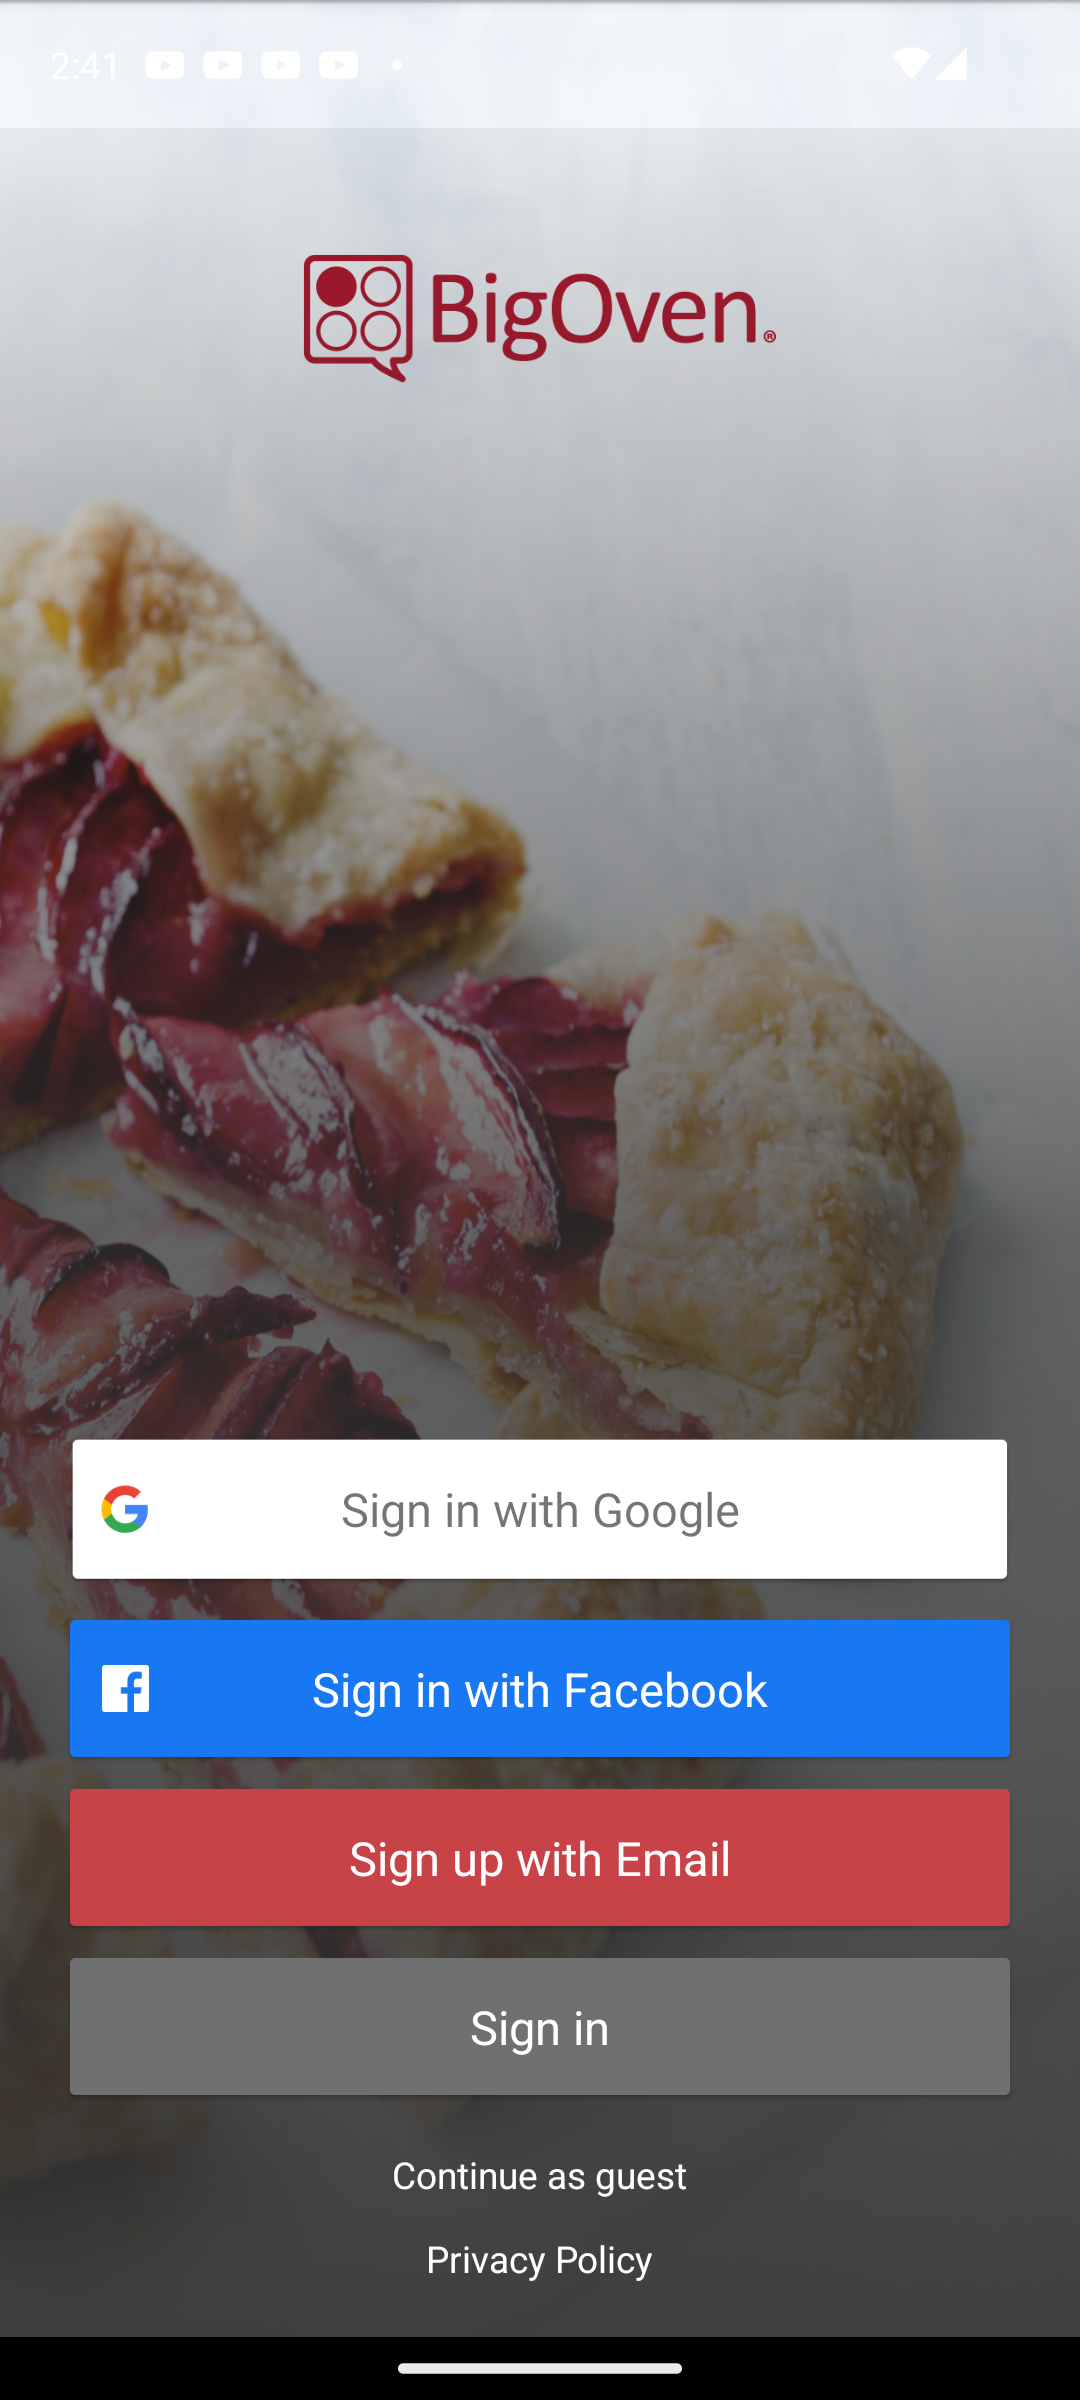 2:41
BigOven®
Sign in with Google
Sign in with Facebook
Sign up with Email
Sign in
Continue as guest
Privacy Policy